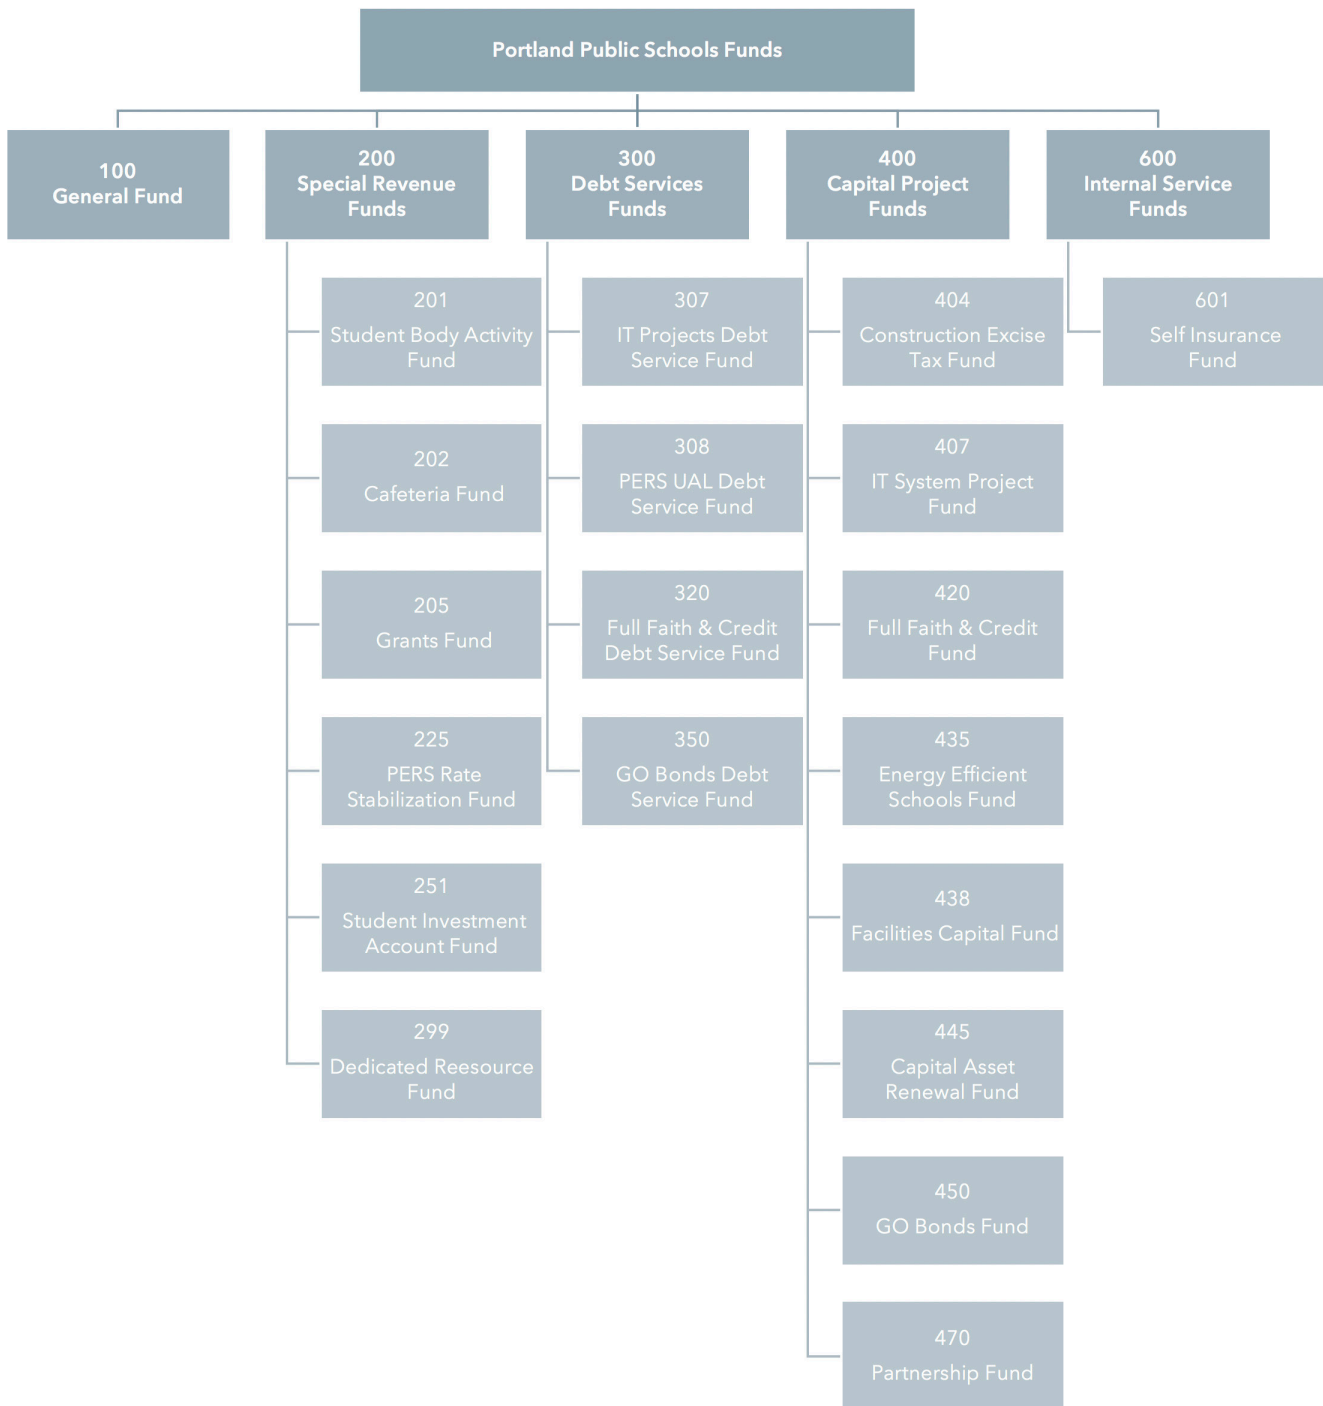 Portland Public Schools Funds
100
General Fund
200
Special Revenue
Funds
300
Debt Services
Funds
400
Capital Project
Funds
600
Internal Service
Funds
201
Student Body Activity
Fund
202
Cafeteria Fund
205
Grants Fund
225
PERS Rate
Stabilization Fund
251
Student Investment
Account Fund
299
Dedicated Reesource
Fund
307
IT Projects Debt
Service Fund
308
PERS UAL Debt
Service Fund
320
Full Faith & Credit
Debt Service Fund
350
GO Bonds Debt
Service Fund
404
Construction Excise
Tax Fund
407
IT System Project
Fund
420
Full Faith & Credit
Fund
435
Energy Efficient
Schools Fund
438
Facilities Capital Fund
445
Capital Asset
Renewal Fund
450
GO Bonds Fund
470
Partnership Fund
601
Self Insurance
Fund